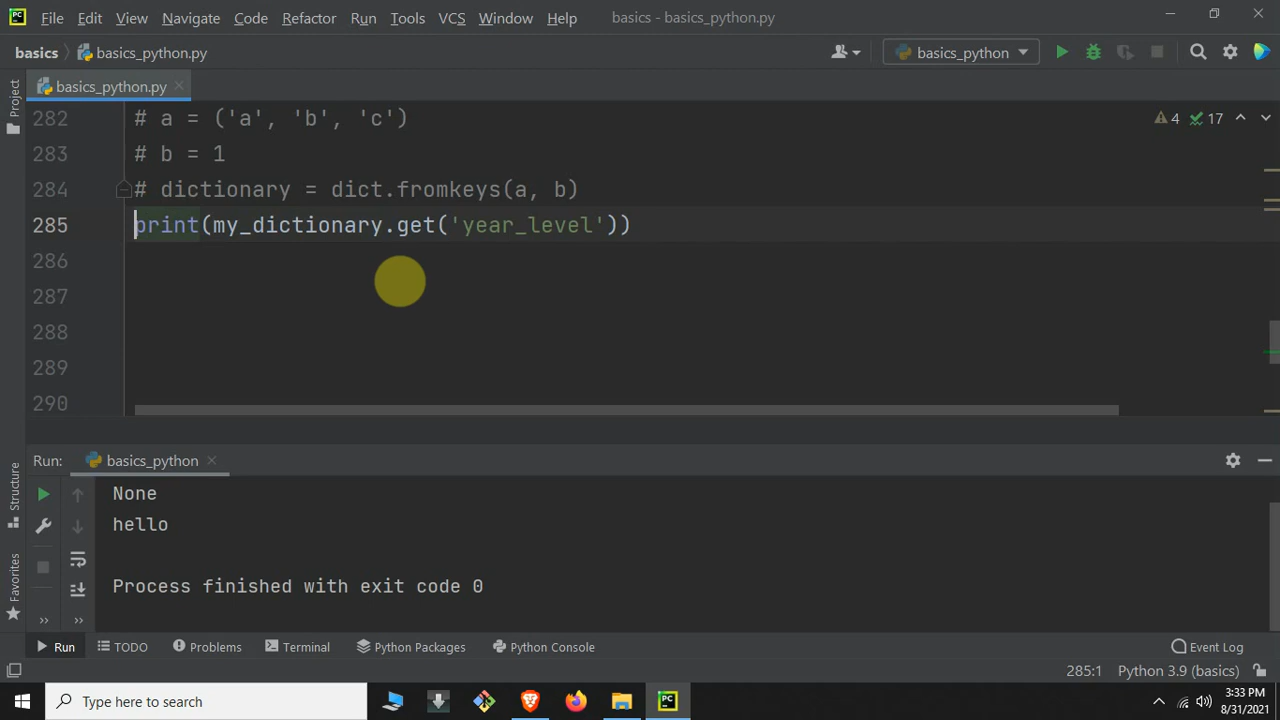 PC File Edit View Navigate Code Refactor Run Tools VCS Window Help basics - basics_python.py
basics basics_python.py basics_python
Project
basics_python.py
282 # a = ('a', 'b', 'c')
4 17
283 # b = 1
284 # dictionary = dict.fromkeys(a, b)
285 print(my_dictionary.get('year_level'))
286
287
288
289
290
Run: basics_python
Structure
None
hello
Favorites
Process finished with exit code 0
Run TODO Problems Terminal Python Packages Python Console Event Log
285:1 Python 3.9 (basics)
Type here to search
PC
3:33 PM
8/31/2021